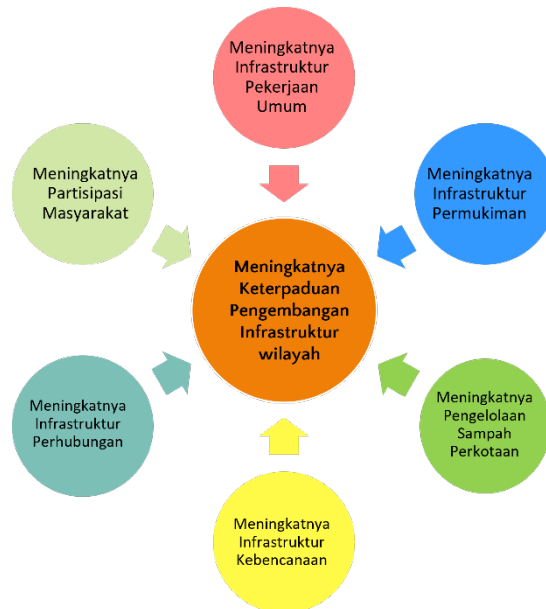 Meningkatnya
Infrastruktur
Pekerjaan
Umum
Meningkatnya
Partisipasi
Masyarakat
Meningkatnya
Infrastruktur
Permukiman
Meningkatnya
Keterpaduan
Pengembangan
Infrastruktur
wilayah
Meningkatnya
Infrastruktur
Perhubungan
Meningkatnya
Pengelolaan
Sampah
Perkotaan
Meningkatnya
Infrastruktur
Kebencanaan